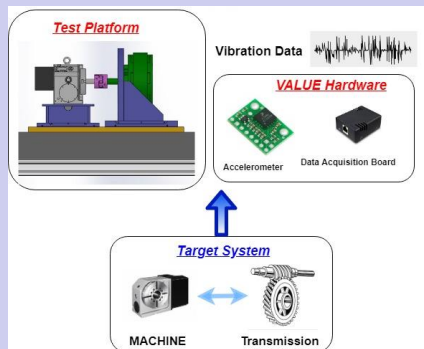 Test Platform
Vibration Data
VALUE Hardware
Accelerometer
Data Acquisition Board
Target System
MACHINE
Transmission